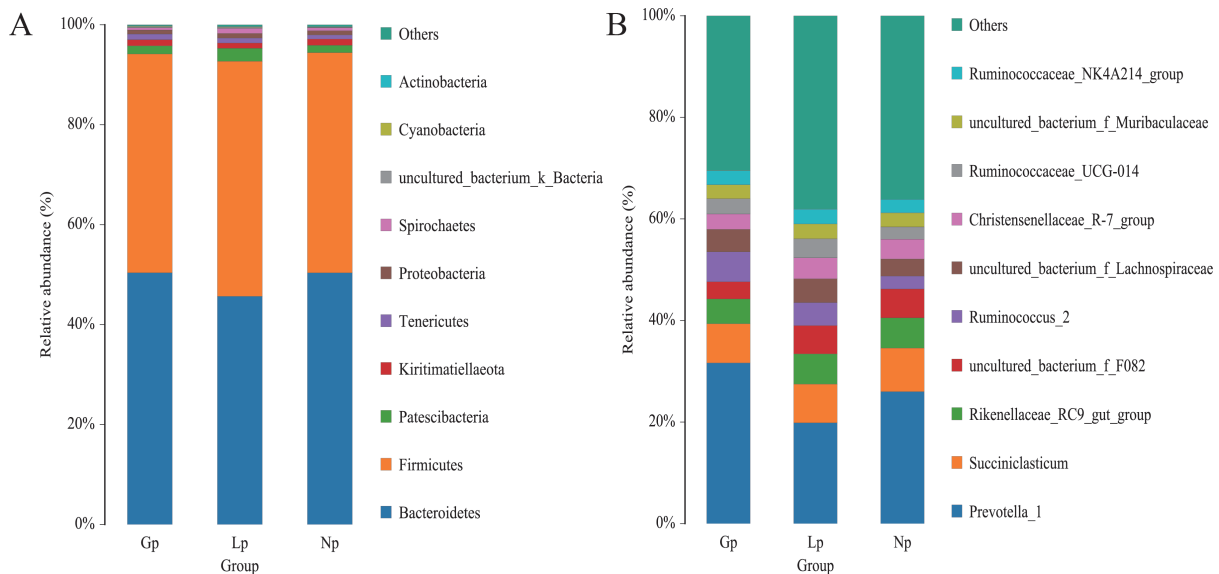 A
Relative abundance (%)
100%
80%
60%
40%
20%
0%
Gp
Lp
Np
Group
Others
Actinobacteria
Cyanobacteria
uncultured_bacterium_k_Bacteria
Spirochaetes
Proteobacteria
Tenericutes
Kiritimatiellaeota
Patescibacteria
Firmicutes
Bacteroidetes
B
Relative abundance (%)
100%
80%
60%
40%
20%
0%
Gp
Lp
Np
Group
Others
Ruminococcaceae_NK4A214_group
uncultured_bacterium_f_Muribaculaceae
Ruminococcaceae_UCG-014
Christensenellaceae_R-7_group
uncultured_bacterium_f_Lachnospiraceae
Ruminococcus_2
uncultured_bacterium_f_F082
Rikenellaceae_RC9_gut_group
Succiniclasticum
Prevotella_1